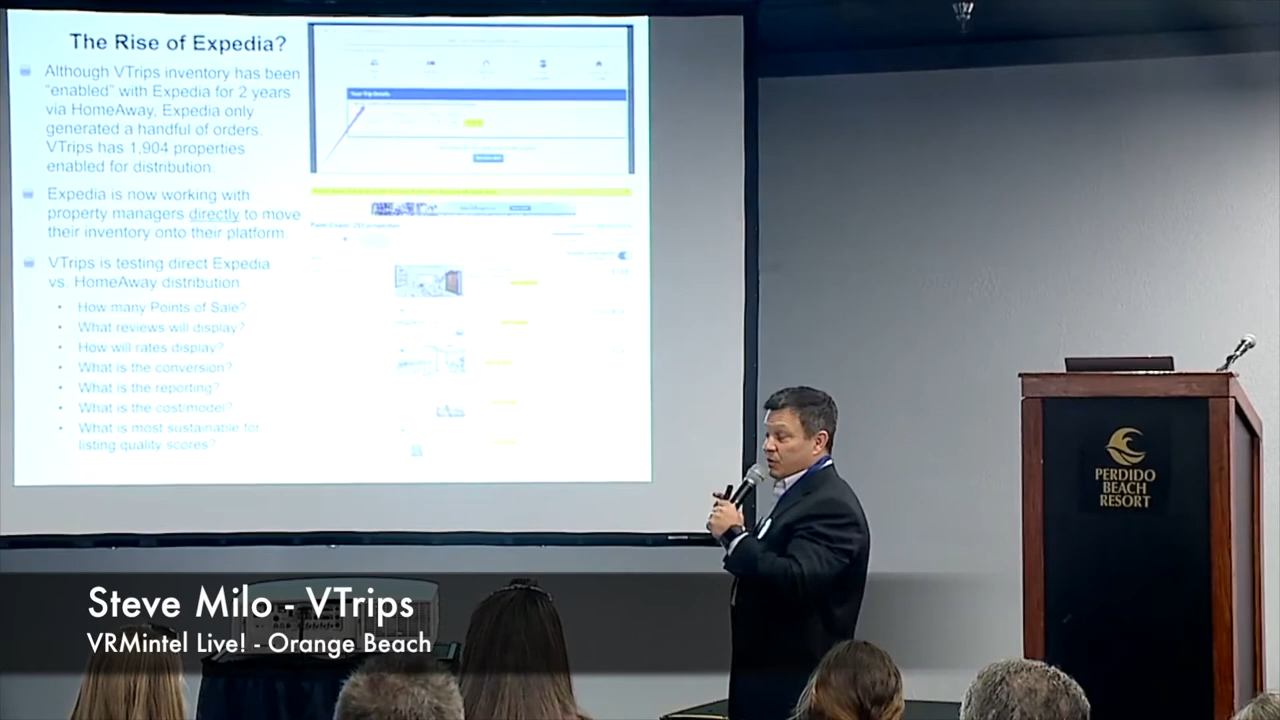 The Rise of Expedia?
Although VTrips inventory has been
"enabled" with Expedia for 2 years
via HomeAway, Expedia only
generated a handful of orders.
VTrips has 1,904 properties
enabled for distribution.
Expedia is now working with
property managers directly to move
their inventory onto their platform.
VTrips is testing direct Expedia
vs. HomeAway distribution
• How many Points of Sale?
• What reviews will display?
• How will rates display?
• What is the conversion?
• What is the reporting?
• What is the cost/model?
• What is most sustainable for
listing quality scores?
PERDIDO
BEACH
RESORT
Steve Milo - VTrips
VRMintel Live! - Orange Beach